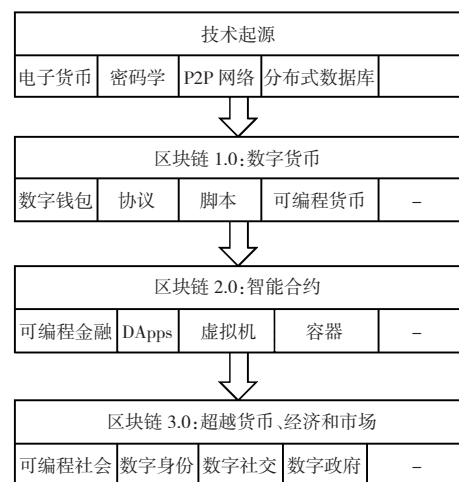 技术起源
电子货币 密码学 P2P 网络 分布式数据库
区块链 1.0:数字货币
数字钱包 协议 脚本 可编程货币 –
区块链 2.0:智能合约
可编程金融 DApps 虚拟机 容器 –
区块链 3.0:超越货币、经济和市场
可编程社会 数字身份 数字社交 数字政府 –